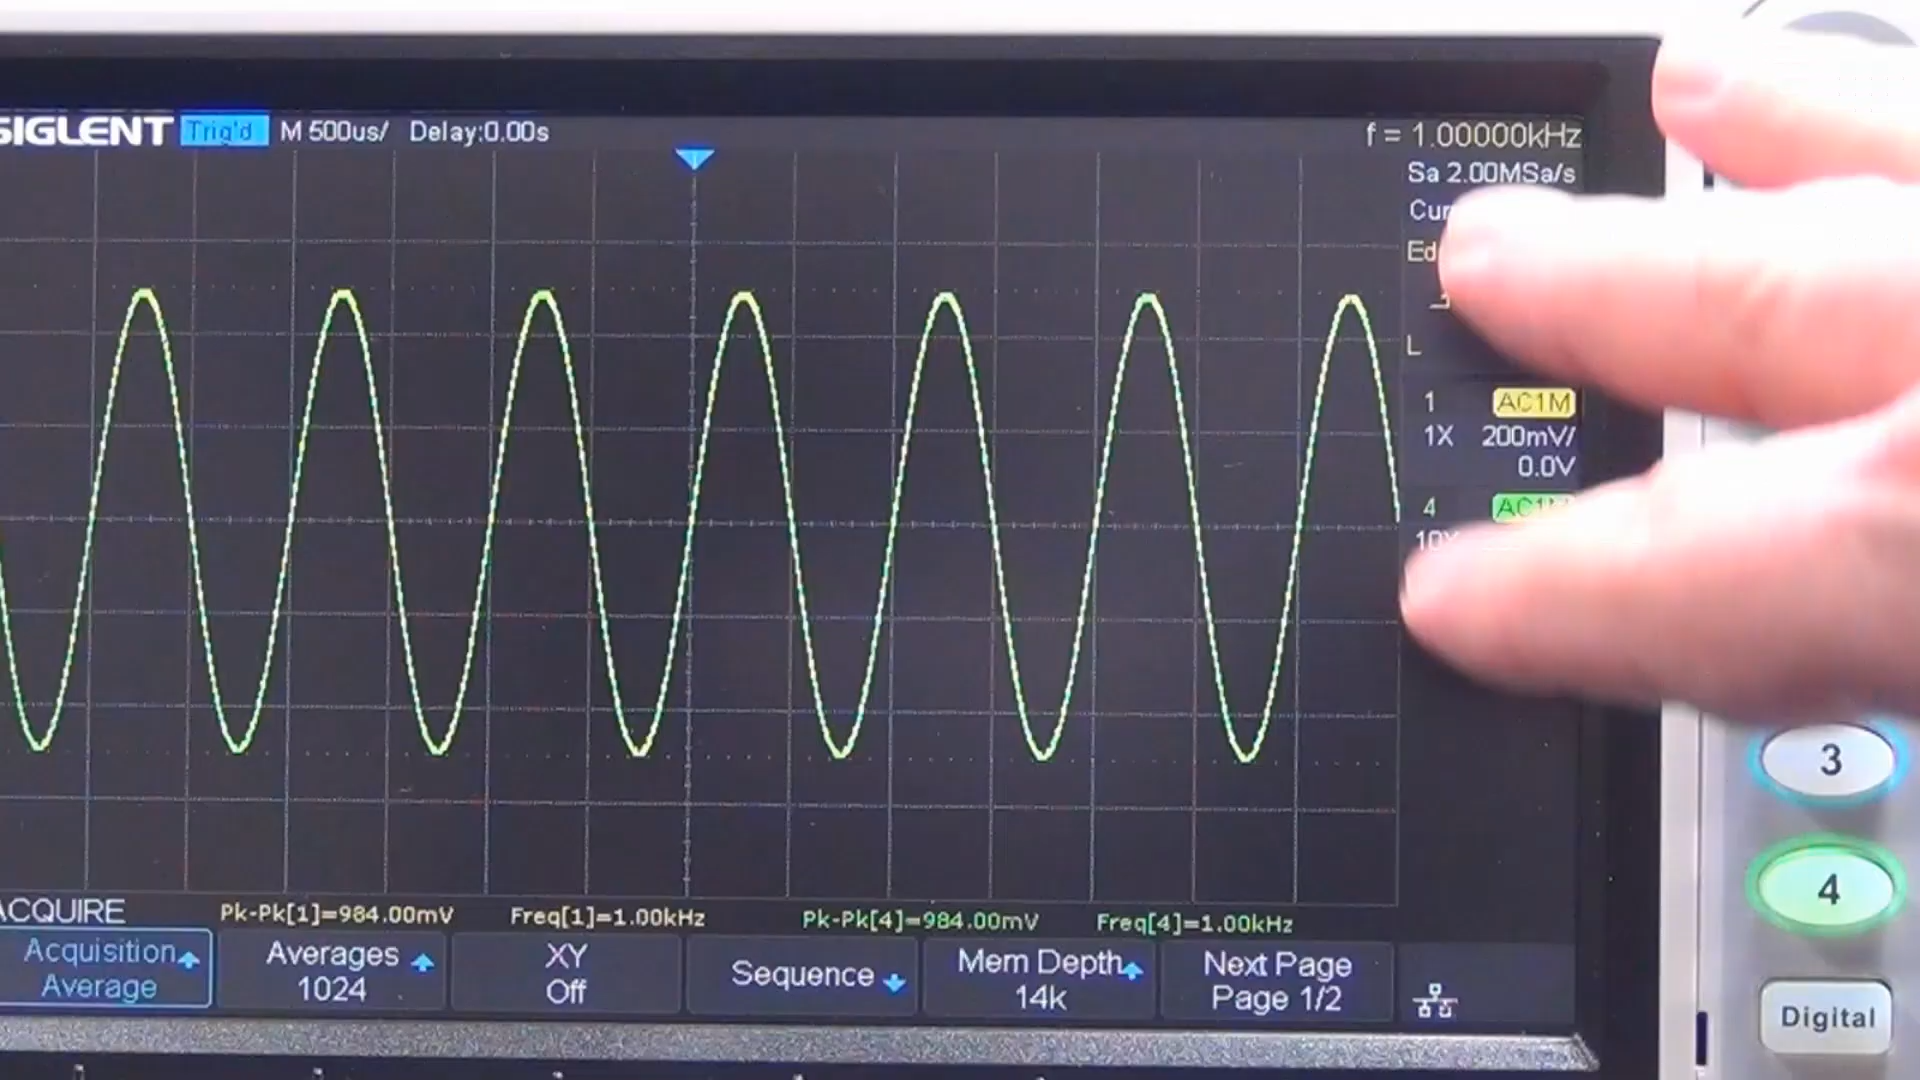 SIGLENT Trig'd M 500us/ Delay:0.00s
f = 1.00000kHz
Sa 2.00MSa/s
L
1 AC1M
1X 200mV/
0.0V
4 AC1M
10X
3
4
Digital
ACQUIRE Pk-Pk[1]=984.00mV Freq[1]=1.00kHz Pk-Pk[4]=984.00mV Freq[4]=1.00kHz
Acquisition Averages XY Sequence Mem Depth Next Page
Average 1024 Off 14k Page 1/2